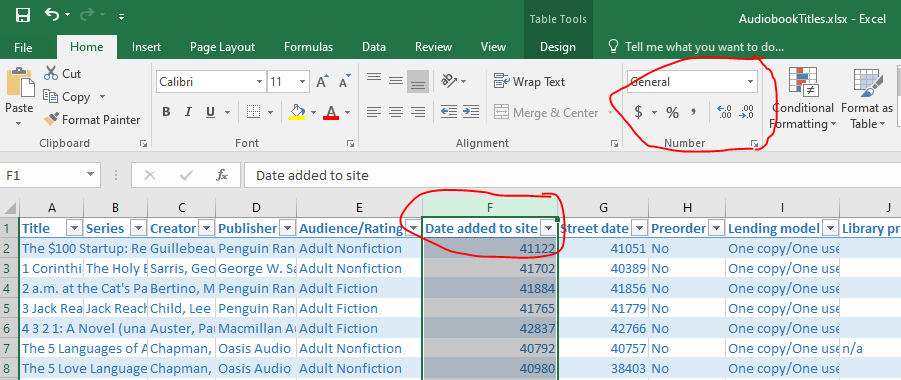 Table Tools
AudiobookTitles.xlsx - Excel
File Home Insert Page Layout Formulas Data Review View Design Tell me what you want to do...
Cut
Copy
Format Painter
Paste
Calibri 11 A A
B I U A
Wrap Text
Merge & Center
General
$ % , .0 .00 .00 .0
Conditional Formatting
Format as Table
Clipboard Font Alignment Number
F1 fx Date added to site
A B C D E F G H I J
1 Title Series Creator Publisher Audience/Rating Date added to site Street date Preorder Lending model Library pr
2 The $100 Startup: Re Guillebeau Penguin Ran Adult Nonfiction 41122 41051 No One copy/One use
3 1 Corinthi The Holy B Sarris, Geo George W. Sa Adult Nonfiction 41702 40389 No One copy/One use
4 2 a.m. at the Cat's Pa Bertino, M Penguin Ran Adult Fiction 41884 41856 No One copy/One use
5 3 Jack Rea Jack Reach Child, Lee Penguin Ran Adult Fiction 41765 41779 No One copy/One use
6 4 3 2 1: A Novel (una Auster, Pau Macmillan Au Adult Fiction 42837 42766 No One copy/One use
7 The 5 Languages of A Chapman, Oasis Audio Adult Nonfiction 40792 40757 No One copy/One use n/a
8 The 5 Love Language Chapman, Oasis Audio Adult Nonfiction 40980 38403 No One copy/One use